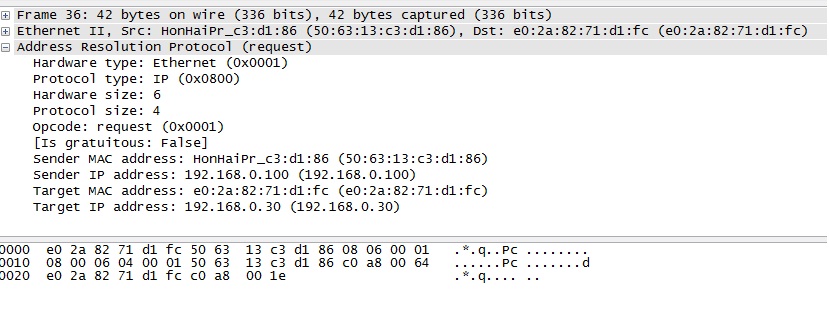 Frame 36: 42 bytes on wire (336 bits), 42 bytes captured (336 bits)
Ethernet II, Src: HonHaiPr_c3:d1:86 (50:63:13:c3:d1:86), Dst: e0:2a:82:71:d1:fc (e0:2a:82:71:d1:fc)
Address Resolution Protocol (request)
Hardware type: Ethernet (0x0001)
Protocol type: IP (0x0800)
Hardware size: 6
Protocol size: 4
Opcode: request (0x0001)
[Is gratuitous: False]
Sender MAC address: HonHaiPr_c3:d1:86 (50:63:13:c3:d1:86)
Sender IP address: 192.168.0.100 (192.168.0.100)
Target MAC address: e0:2a:82:71:d1:fc (e0:2a:82:71:d1:fc)
Target IP address: 192.168.0.30 (192.168.0.30)
0000 e0 2a 82 71 d1 fc 50 63 13 c3 d1 86 08 06 00 01 .*.q..Pc ........
0010 08 00 06 04 00 01 50 63 13 c3 d1 86 c0 a8 00 64 ......Pc .......d
0020 e0 2a 82 71 d1 fc c0 a8 00 1e .*.q.... ..